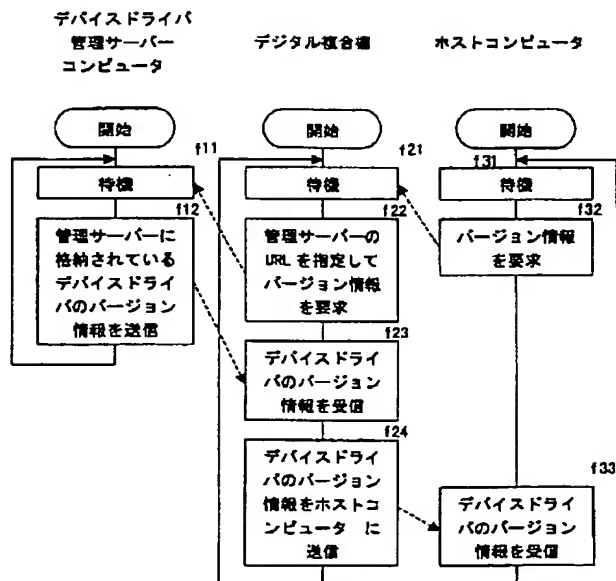 デバイスドライバ
管理サーバー
コンピュータ
デジタル複合機
ホストコンピュータ
開始
開始
開始
f11
待機
f21
待機
f31
待機
f12
管理サーバーに
格納されている
デバイスドライ
バのバージョン
情報を送信
f22
管理サーバーの
URLを指定して
バージョン情報
を要求
f32
バージョン情報
を要求
f23
デバイスドライ
バのバージョン
情報を受信
f24
デバイスドライ
バのバージョン
情報をホストコ
ンピュータ に
送信
f33
デバイスドライ
バのバージョン
情報を受信